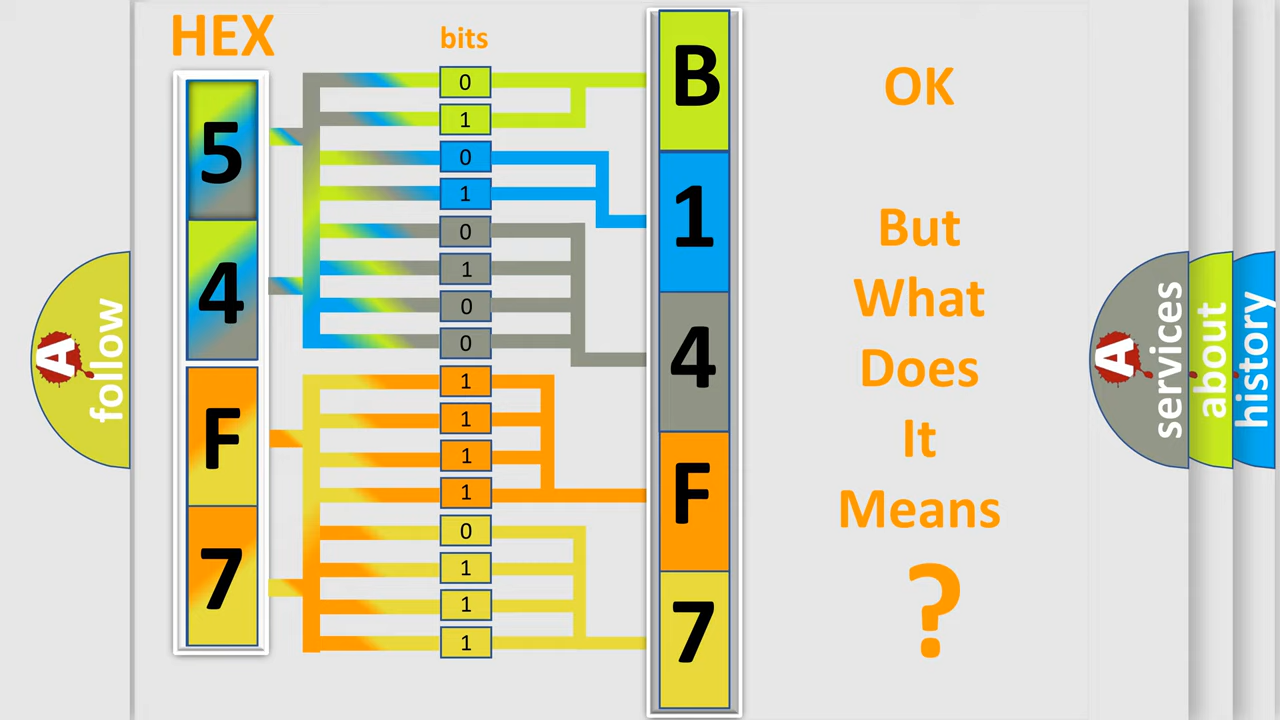 HEX
bits
5
4
F
7
0
1
0
1
0
1
0
0
1
1
1
1
0
1
1
1
B
1
4
F
7
OK
But
What
Does
It
Means
?
A
follow
A
services
about
history